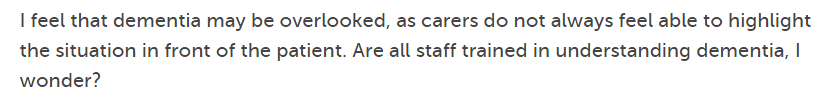 I feel that dementia may be overlooked, as carers do not always feel able to highlight
the situation in front of the patient. Are all staff trained in understanding dementia, I
wonder?